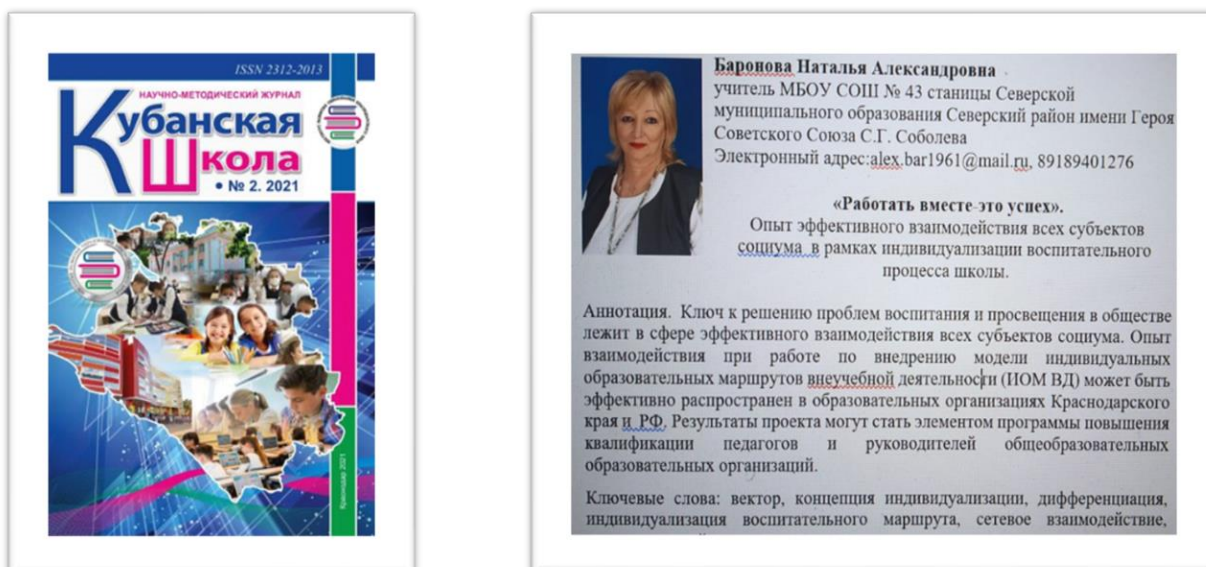 ISSN 2312-2013
НАУЧНО-МЕТОДИЧЕСКИЙ ЖУРНАЛ
Кубанская
Школа
• № 2. 2021
Краснодар 2021
Баронова Наталья Александровна
учитель МБОУ СОШ № 43 станицы Северской
муниципального образования Северский район имени Героя
Советского Союза С.Г. Соболева
Электронный адрес:alex.bar1961@mail.ru, 89189401276
«Работать вместе-это успех».
Опыт эффективного взаимодействия всех субъектов
социума в рамках индивидуализации воспитательного
процесса школы.
Аннотация. Ключ к решению проблем воспитания и просвещения в обществе
лежит в сфере эффективного взаимодействия всех субъектов социума. Опыт
взаимодействия при работе по внедрению модели индивидуальных
образовательных маршрутов внеучебной деятельности (ИОМ ВД) может быть
эффективно распространен в образовательных организациях Краснодарского
края и РФ. Результаты проекта могут стать элементом программы повышения
квалификации педагогов и руководителей общеобразовательных
образовательных организаций.
Ключевые слова: вектор, концепция индивидуализации, дифференциация,
индивидуализация воспитательного маршрута, сетевое взаимодействие,